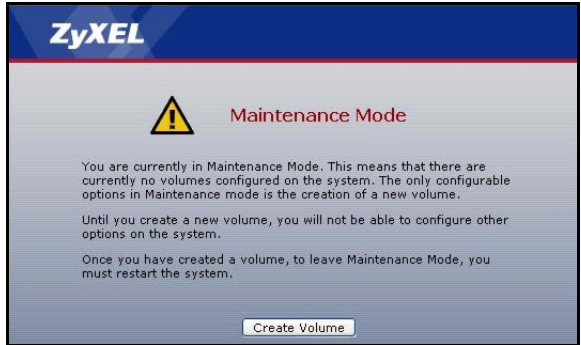 ZyXEL
Maintenance Mode
You are currently in Maintenance Mode. This means that there are
currently no volumes configured on the system. The only configurable
options in Maintenance mode is the creation of a new volume.
Until you create a new volume, you will not be able to configure other
options on the system.
Once you have created a volume, to leave Maintenance Mode, you
must restart the system.
Create Volume